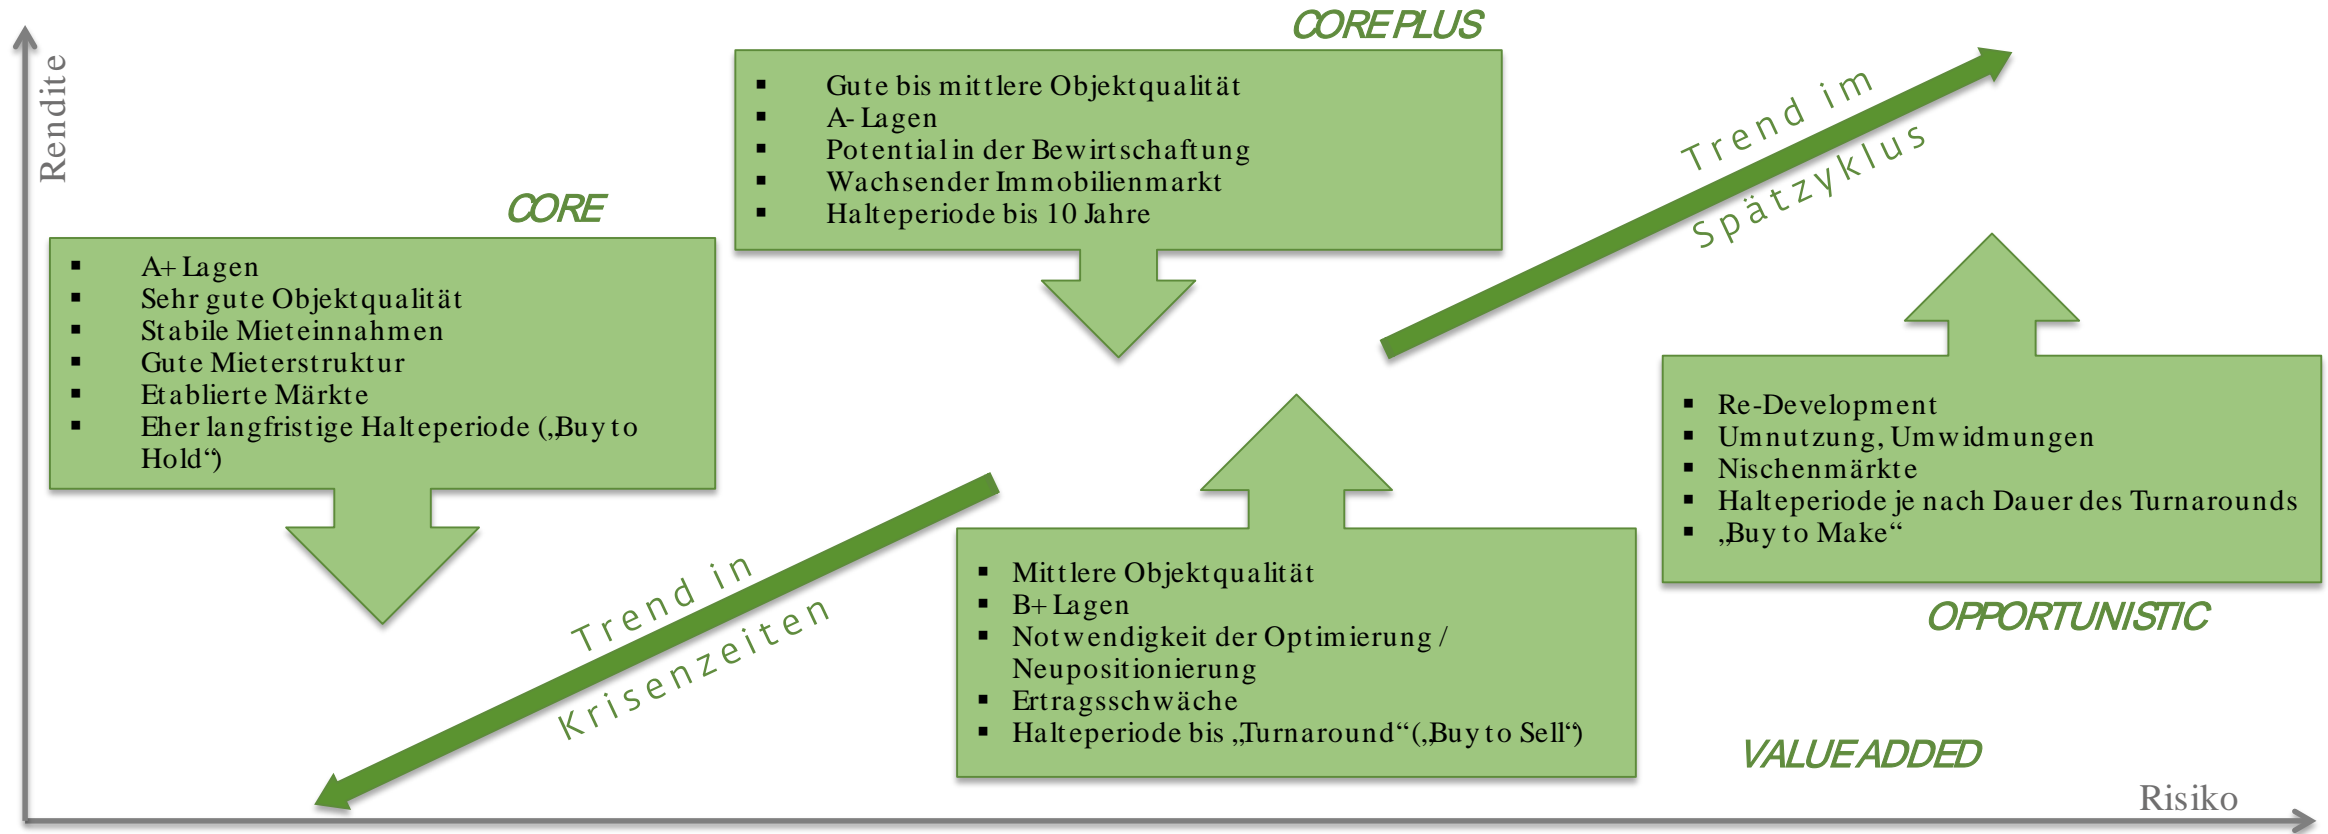 Rendite
CORE
▪ A+ Lagen
▪ Sehr gute Objektqualität
▪ Stabile Mieteinnahmen
▪ Gute Mieterstruktur
▪ Etablierte Märkte
▪ Eher langfristige Halteperiode („Buy to
Hold“)
CORE PLUS
▪ Gute bis mittlere Objektqualität
▪ A- Lagen
▪ Potential in der Bewirtschaftung
▪ Wachsender Immobilienmarkt
▪ Halteperiode bis 10 Jahre
Trend im
Spätzyklus
Trend in
Krisenzeiten
▪ Mittlere Objektqualität
▪ B+ Lagen
▪ Notwendigkeit der Optimierung /
Neupositionierung
▪ Ertragsschwäche
▪ Halteperiode bis „Turnaround“ („Buy to Sell“)
VALUE ADDED
▪ Re-Development
▪ Umnutzung, Umwidmungen
▪ Nischenmärkte
▪ Halteperiode je nach Dauer des Turnarounds
▪ „Buy to Make“
OPPORTUNISTIC
Risiko